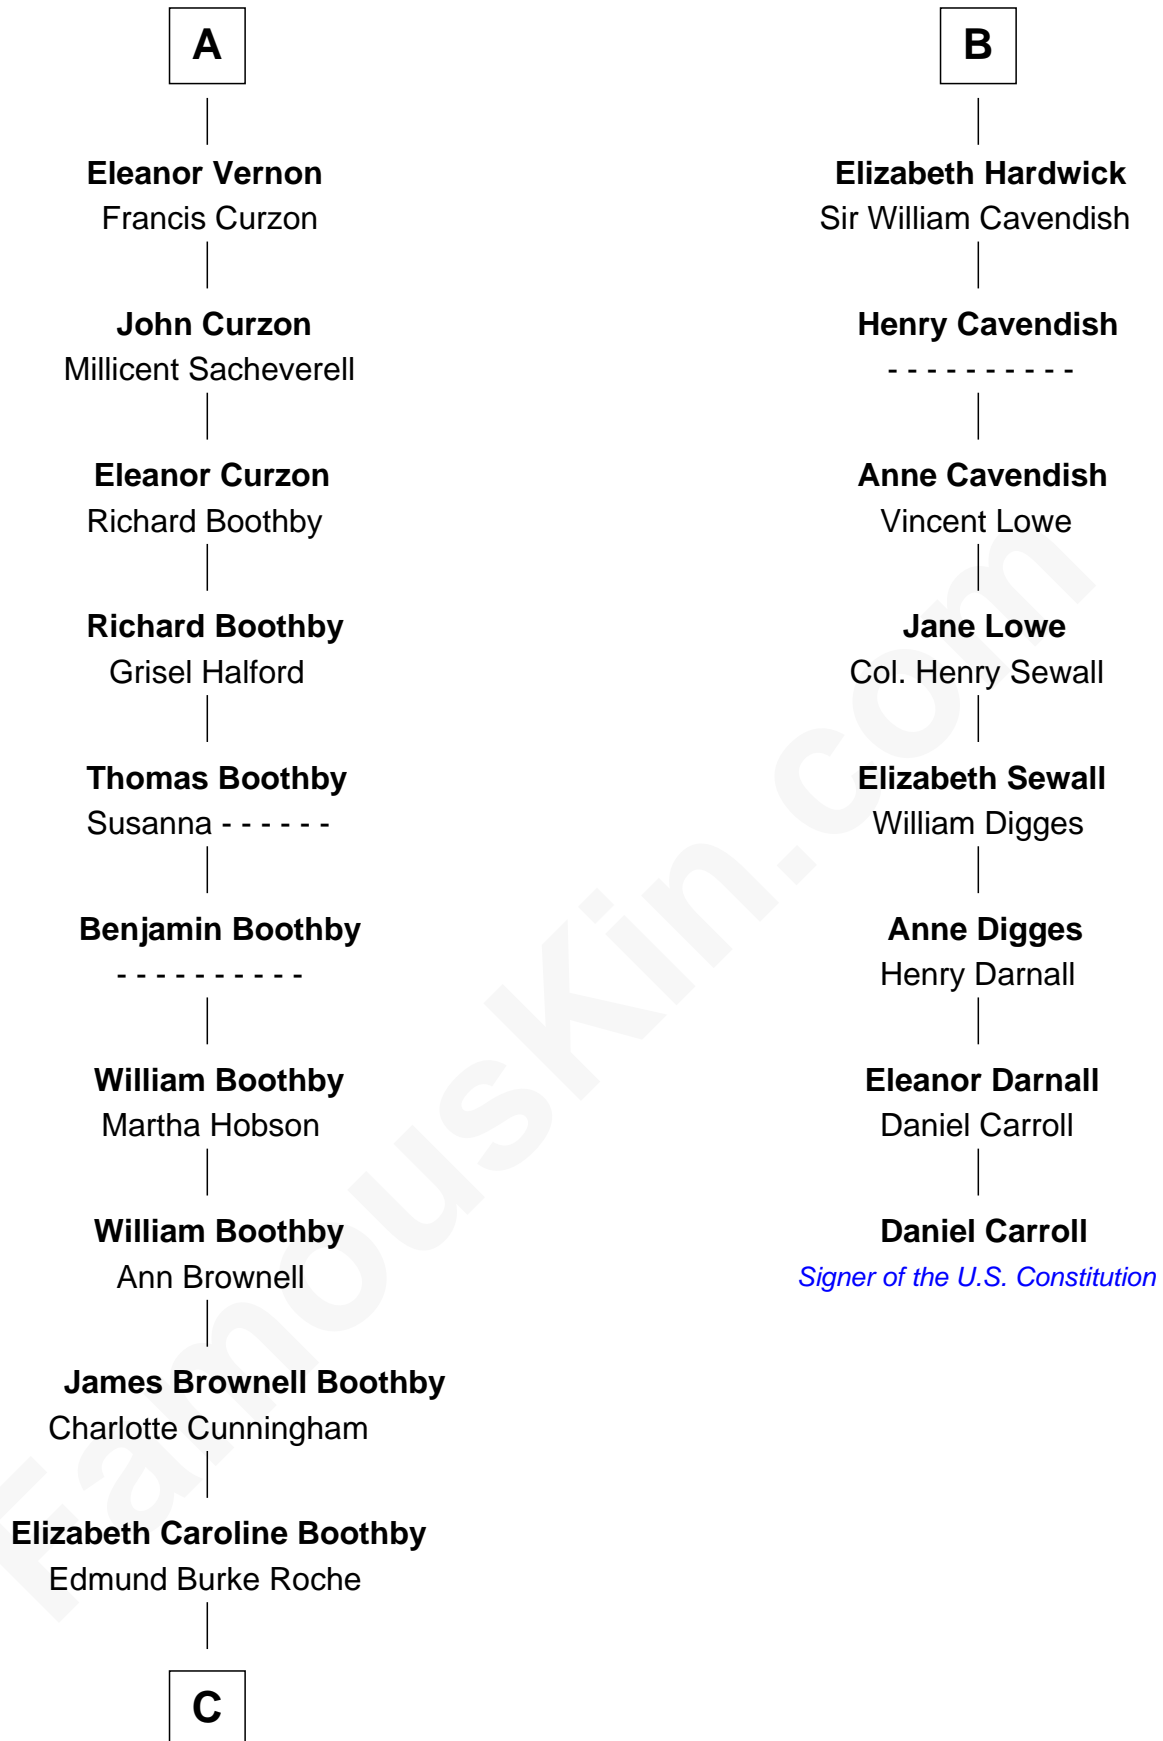 A
Eleanor Vernon
Francis Curzon
John Curzon
Millicent Sacheverell
Eleanor Curzon
Richard Boothby
Richard Boothby
Grisel Halford
Thomas Boothby
Susanna - - - - - -
Benjamin Boothby
- - - - - - - - - -
William Boothby
Martha Hobson
William Boothby
Ann Brownell
James Brownell Boothby
Charlotte Cunningham
Elizabeth Caroline Boothby
Edmund Burke Roche
C
B
Elizabeth Hardwick
Sir William Cavendish
Henry Cavendish
- - - - - - - - - -
Anne Cavendish
Vincent Lowe
Jane Lowe
Col. Henry Sewall
Elizabeth Sewall
William Digges
Anne Digges
Henry Darnall
Eleanor Darnall
Daniel Carroll
Daniel Carroll
Signer of the U.S. Constitution
FamousKin.com